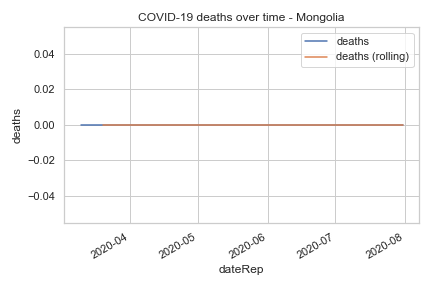 COVID-19 deaths over time - Mongolia
deaths
deaths (rolling)
0.04
0.02
0.00
−0.02
−0.04
deaths
2020-04
2020-05
2020-06
2020-07
2020-08
dateRep